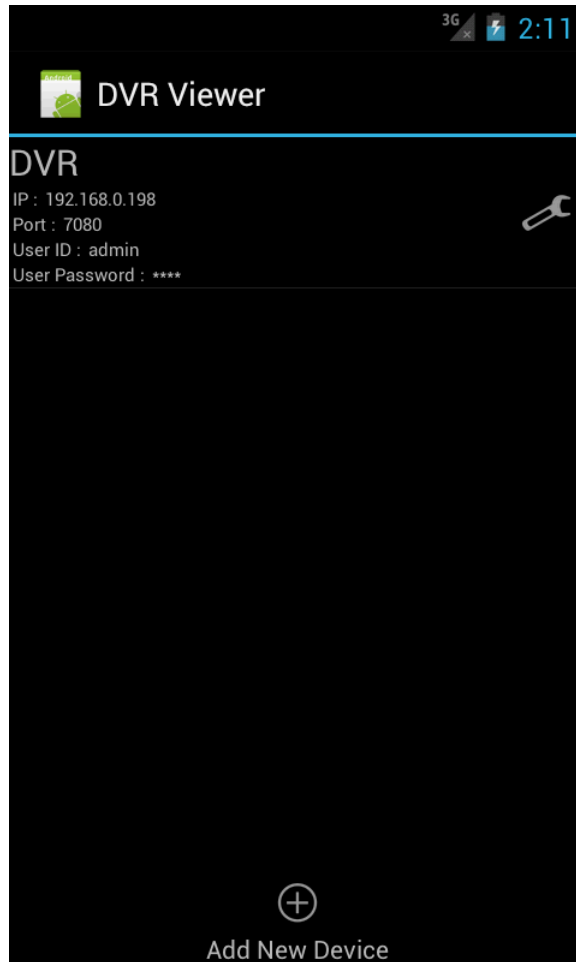 3G 2:11
Android
DVR Viewer
DVR
IP : 192.168.0.198
Port : 7080
User ID : admin
User Password : ****
Add New Device